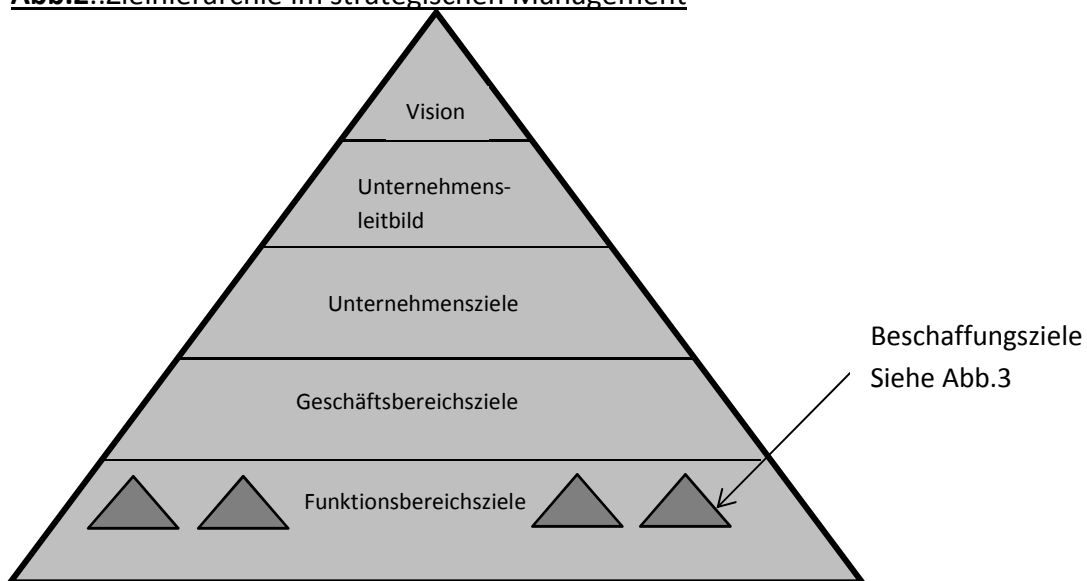 Abb.2.:Zielhierarchie im strategischen Management
Vision
Unternehmens-
leitbild
Unternehmensziele
Beschaffungsziele
Siehe Abb.3
Geschäftsbereichsziele
Funktionsbereichsziele